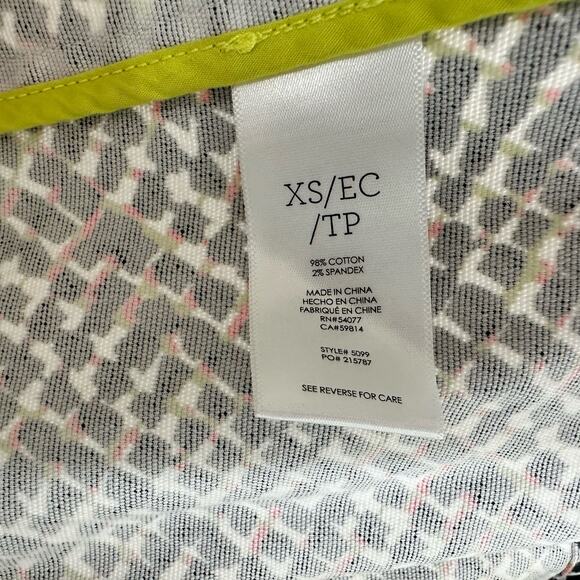 XS/EC
/TP
98% COTTON
2% SPANDEX
MADE IN CHINA
HECHO EN CHINA
FABRIQUÉ EN CHINE
RN#54077
CA#59814
STYLE# 5099
PO# 215787
SEE REVERSE FOR CARE